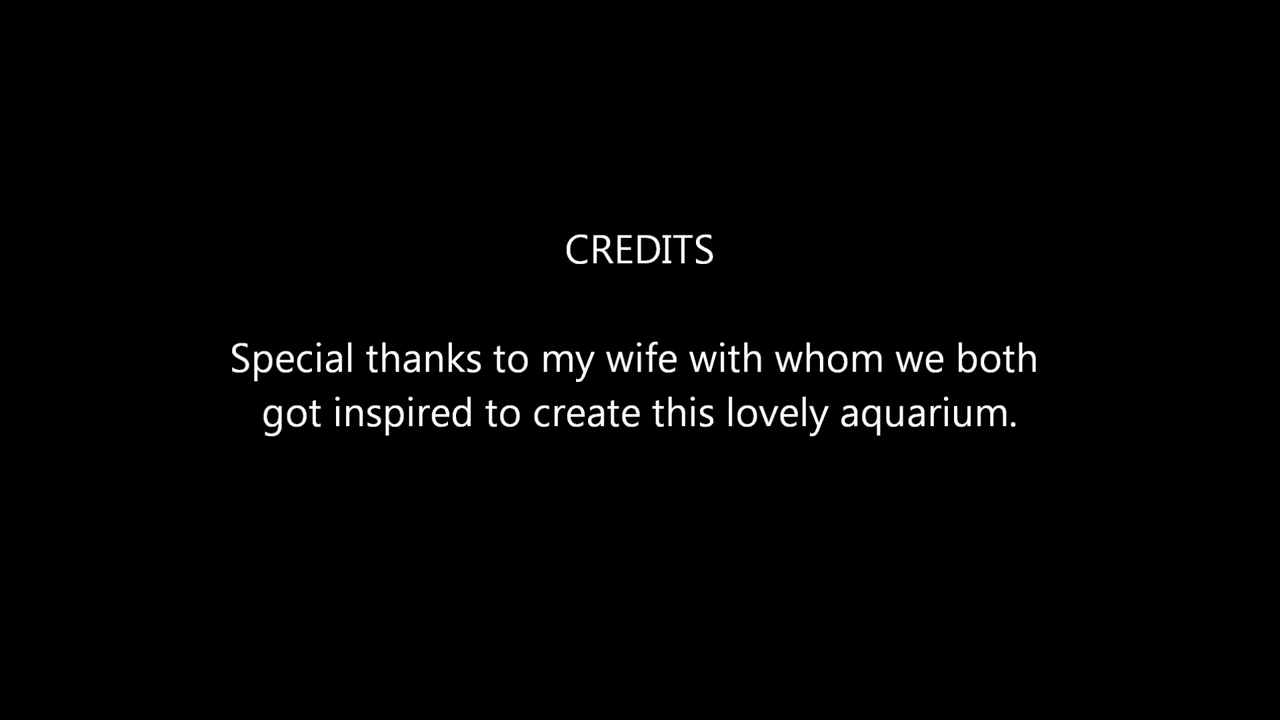 CREDITS
Special thanks to my wife with whom we both
got inspired to create this lovely aquarium.